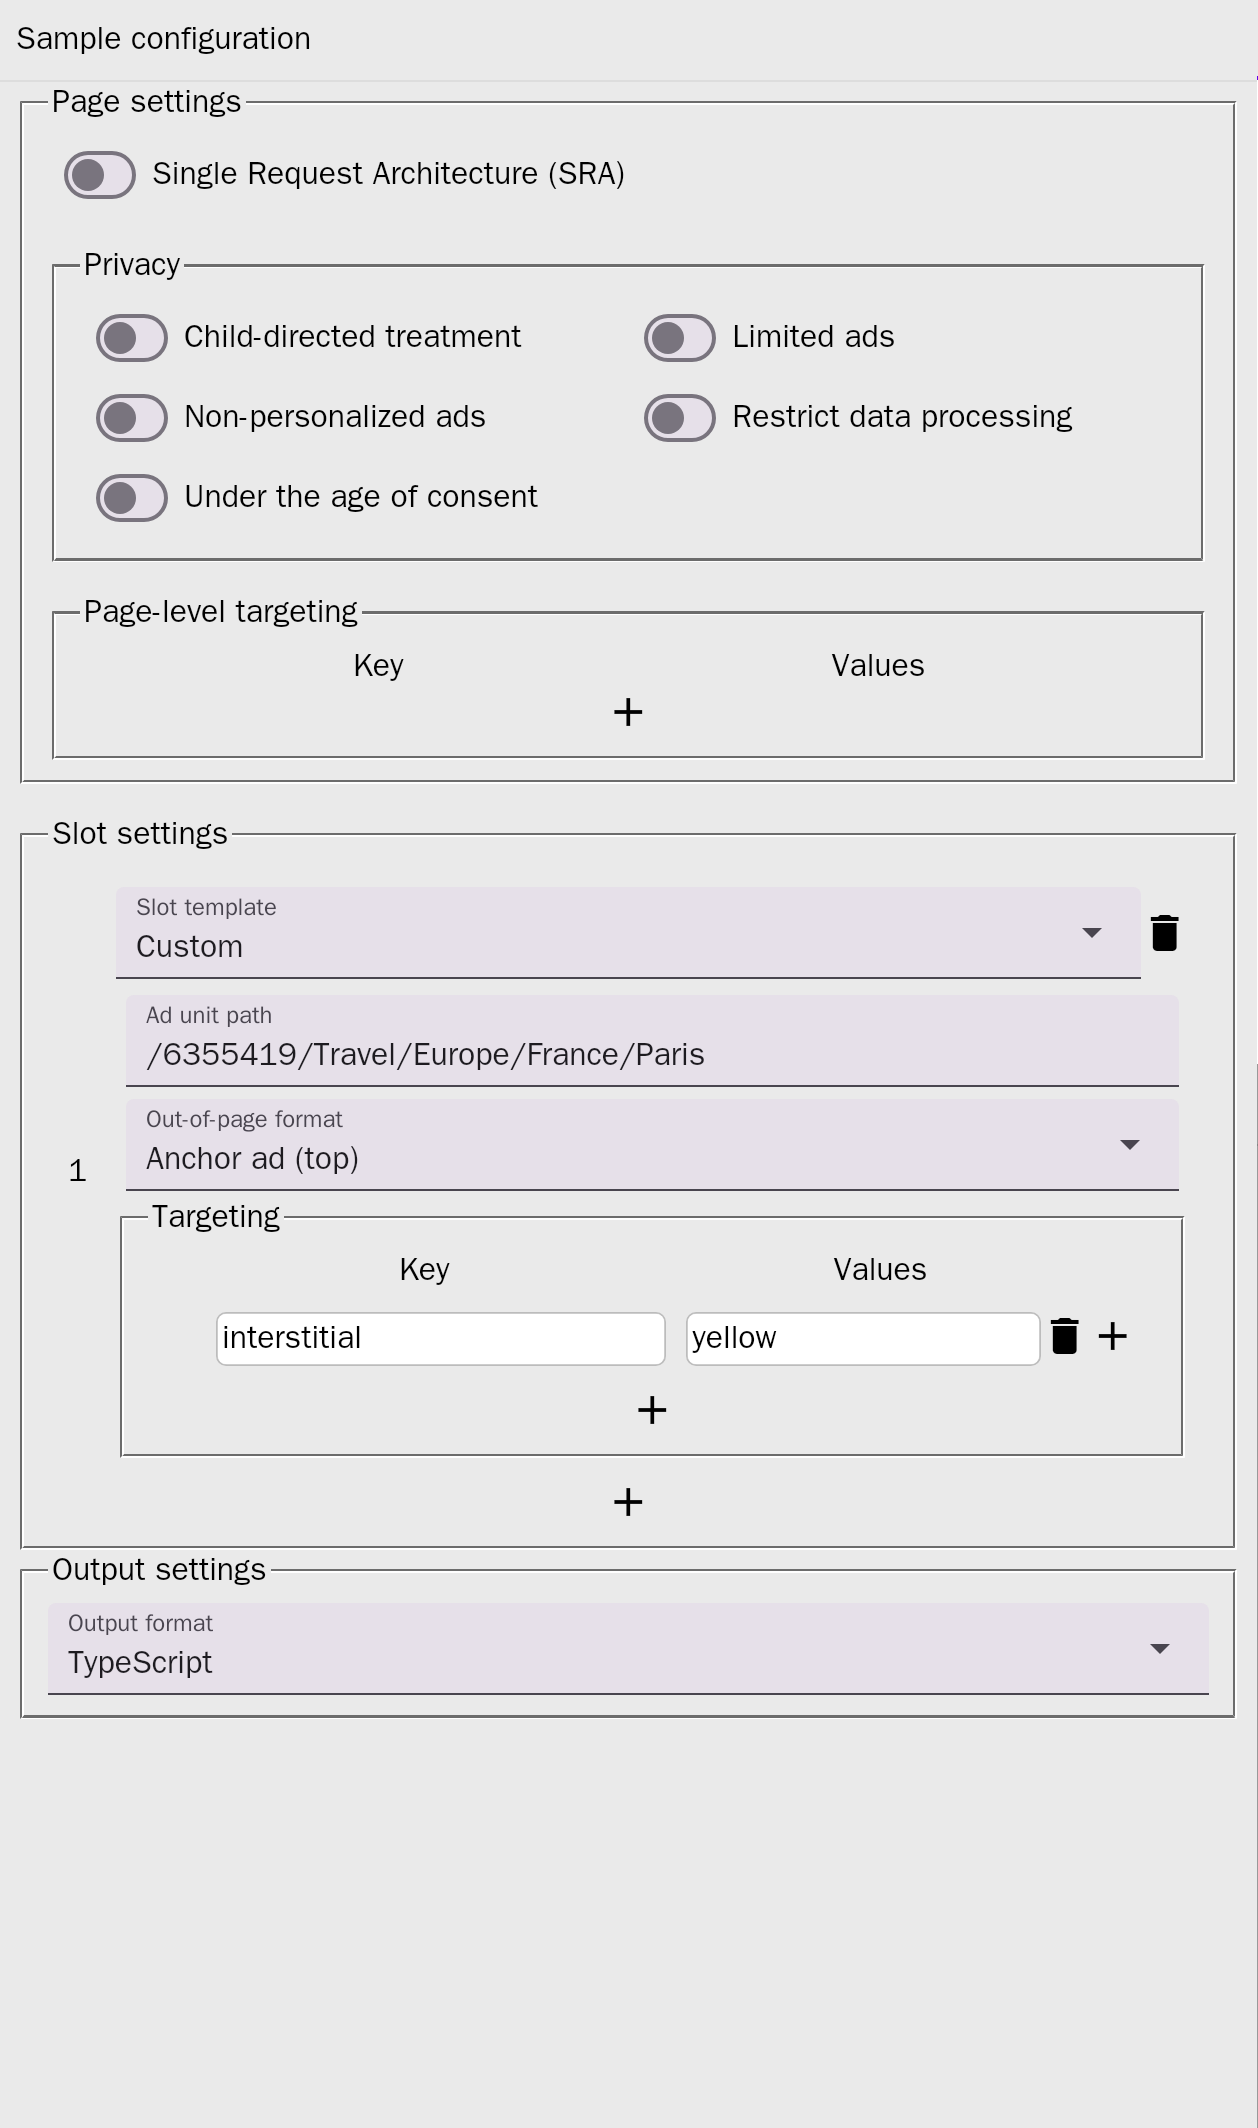 Sample configuration
Page settings
Single Request Architecture (SRA)
Privacy
Child-directed treatment Limited ads
Non-personalized ads Restrict data processing
Under the age of consent
Page-level targeting
Key Values
Slot settings
Slot template
Custom
Ad unit path
/6355419/Travel/Europe/France/Paris
Out-of-page format
Anchor ad (top)
1
Targeting
Key Values
interstitial yellow
Output settings
Output format
TypeScript